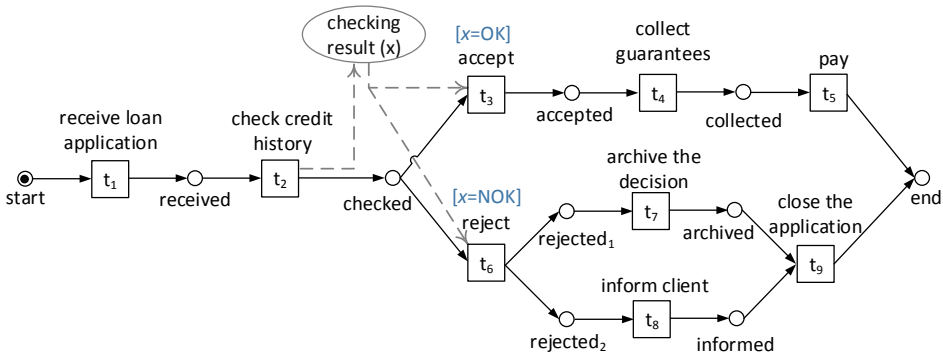 checking
result (x)
[x=OK]
accept
collect
guarantees
pay
t3
t4
t5
accepted
collected
receive loan
application
check credit
history
t1
t2
start
received
checked
archive the
decision
[x=NOK]
reject
close the
application
end
t7
rejected1
archived
t6
t9
inform client
t8
rejected2
informed